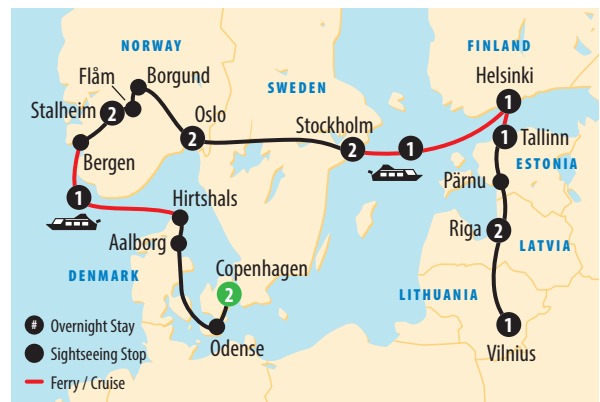 NORWAY
FINLAND
Flåm
Borgund
Helsinki
SWEDEN
1
Stalheim
2
Oslo
Stockholm
1
Tallinn
2
2
1
Bergen
ESTONIA
Pärnu
1
Hirtshals
Riga
2
Aalborg
LATVIA
Copenhagen
DENMARK
2
LITHUANIA
# Overnight Stay
1
Sightseeing Stop
Odense
Vilnius
Ferry / Cruise